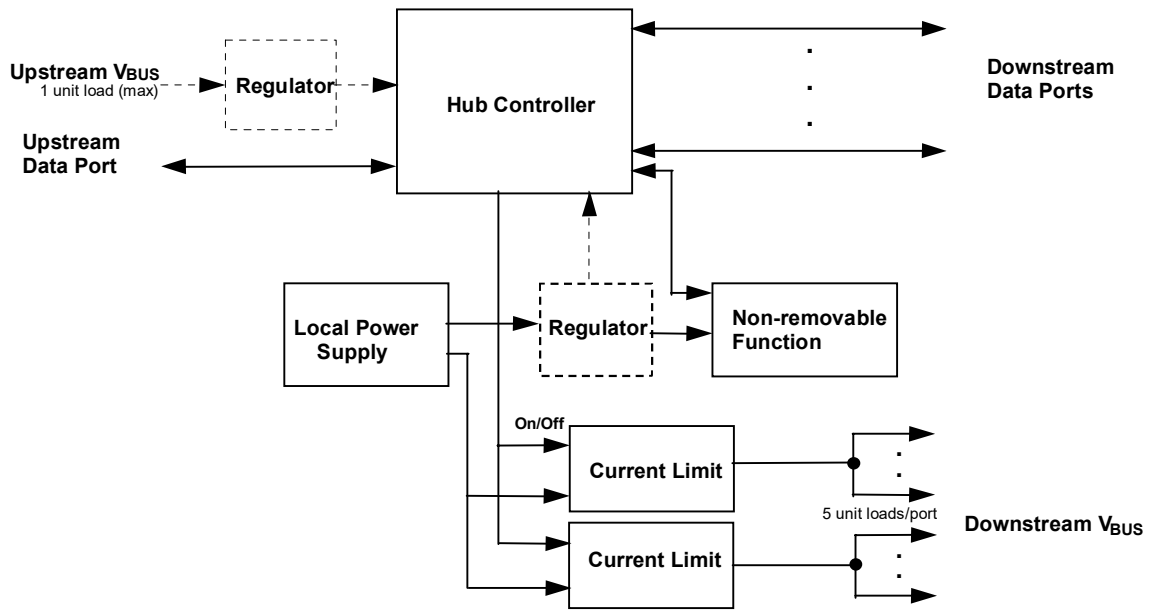 Upstream VBUS
1 unit load (max)
Regulator
Hub Controller
Downstream
Data Ports
Upstream
Data Port
Local Power
Supply
Regulator
Non-removable
Function
On/Off
Current Limit
5 unit loads/port
Downstream VBUS
Current Limit